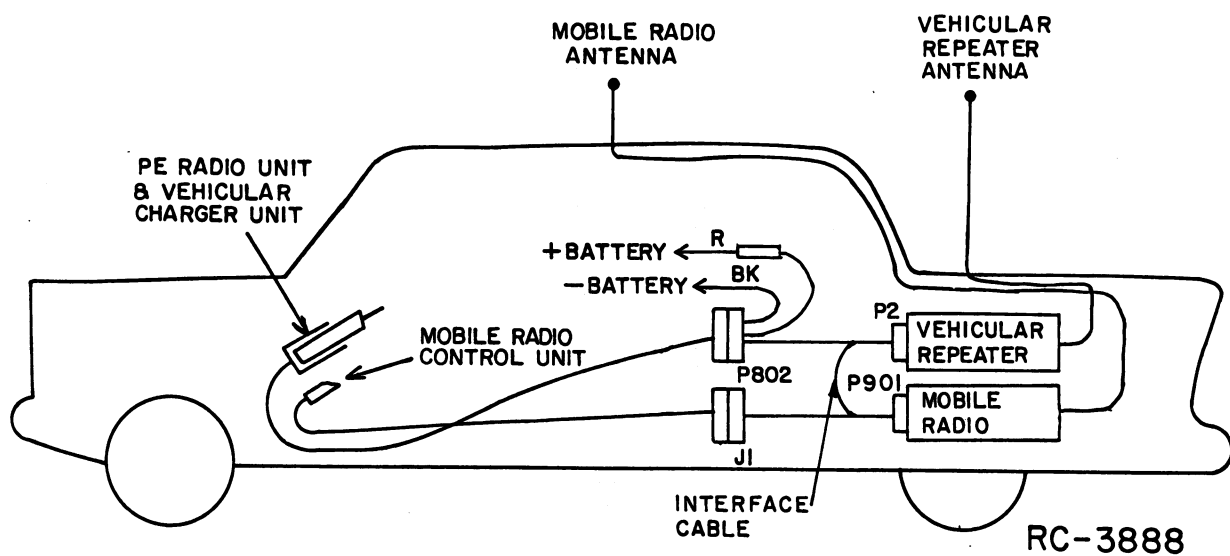 MOBILE RADIO
ANTENNA
VEHICULAR
REPEATER
ANTENNA
PE RADIO UNIT
& VEHICULAR
CHARGER UNIT
+BATTERY
R
-BATTERY
BK
MOBILE RADIO
CONTROL UNIT
P2
VEHICULAR
REPEATER
P802
P901
MOBILE
RADIO
J1
INTERFACE
CABLE
RC-3888